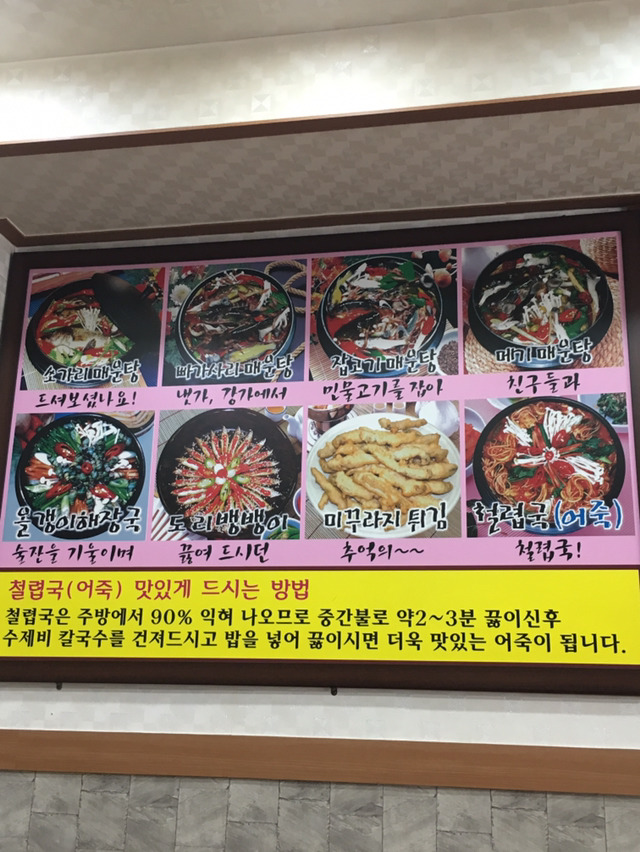 쏘가리매운탕
빠가사리매운탕
잡고기매운탕
메기매운탕
드셔보셨나요!
냇가, 강가에서
민물고기를 잡아
친구들과
올갱이해장국
도리뱅뱅이
미꾸라지 튀김
철렵국(어죽)
술잔을 기울이며
끓여 드시던
추억의~~
철렵국!
철렵국(어죽) 맛있게 드시는 방법
철렵국은 주방에서 90% 익혀 나오므로 중간불로 약2~3분 끓이신후
수제비 칼국수를 건져드시고 밥을 넣어 끓이시면 더욱 맛있는 어죽이 됩니다.